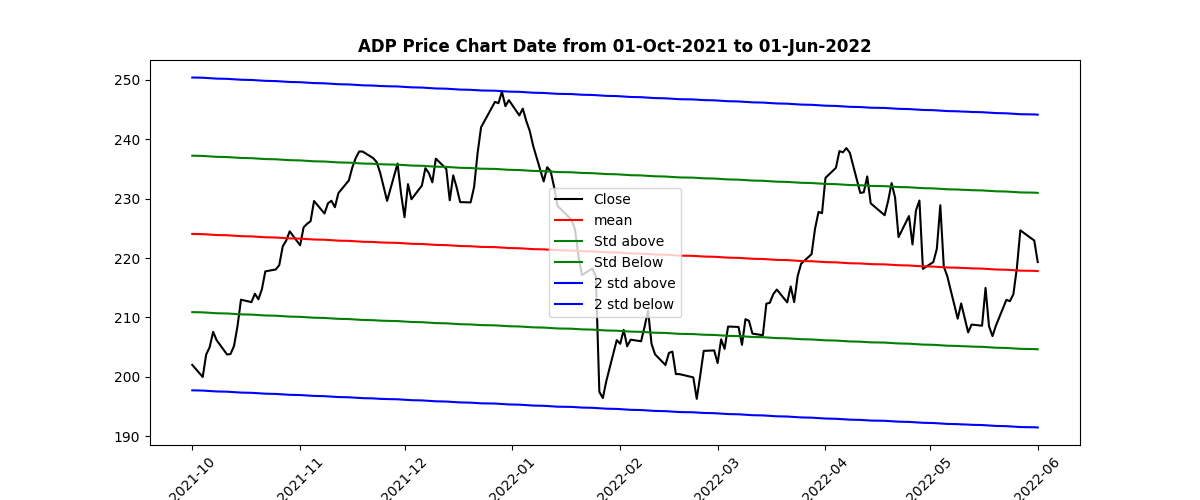 ADP Price Chart Date from 01-Oct-2021 to 01-Jun-2022
250
240
230
220
210
200
190
Close
mean
Std above
Std Below
2 std above
2 std below
2021-10
2021-11
2021-12
2022-01
2022-02
2022-03
2022-04
2022-05
2022-06